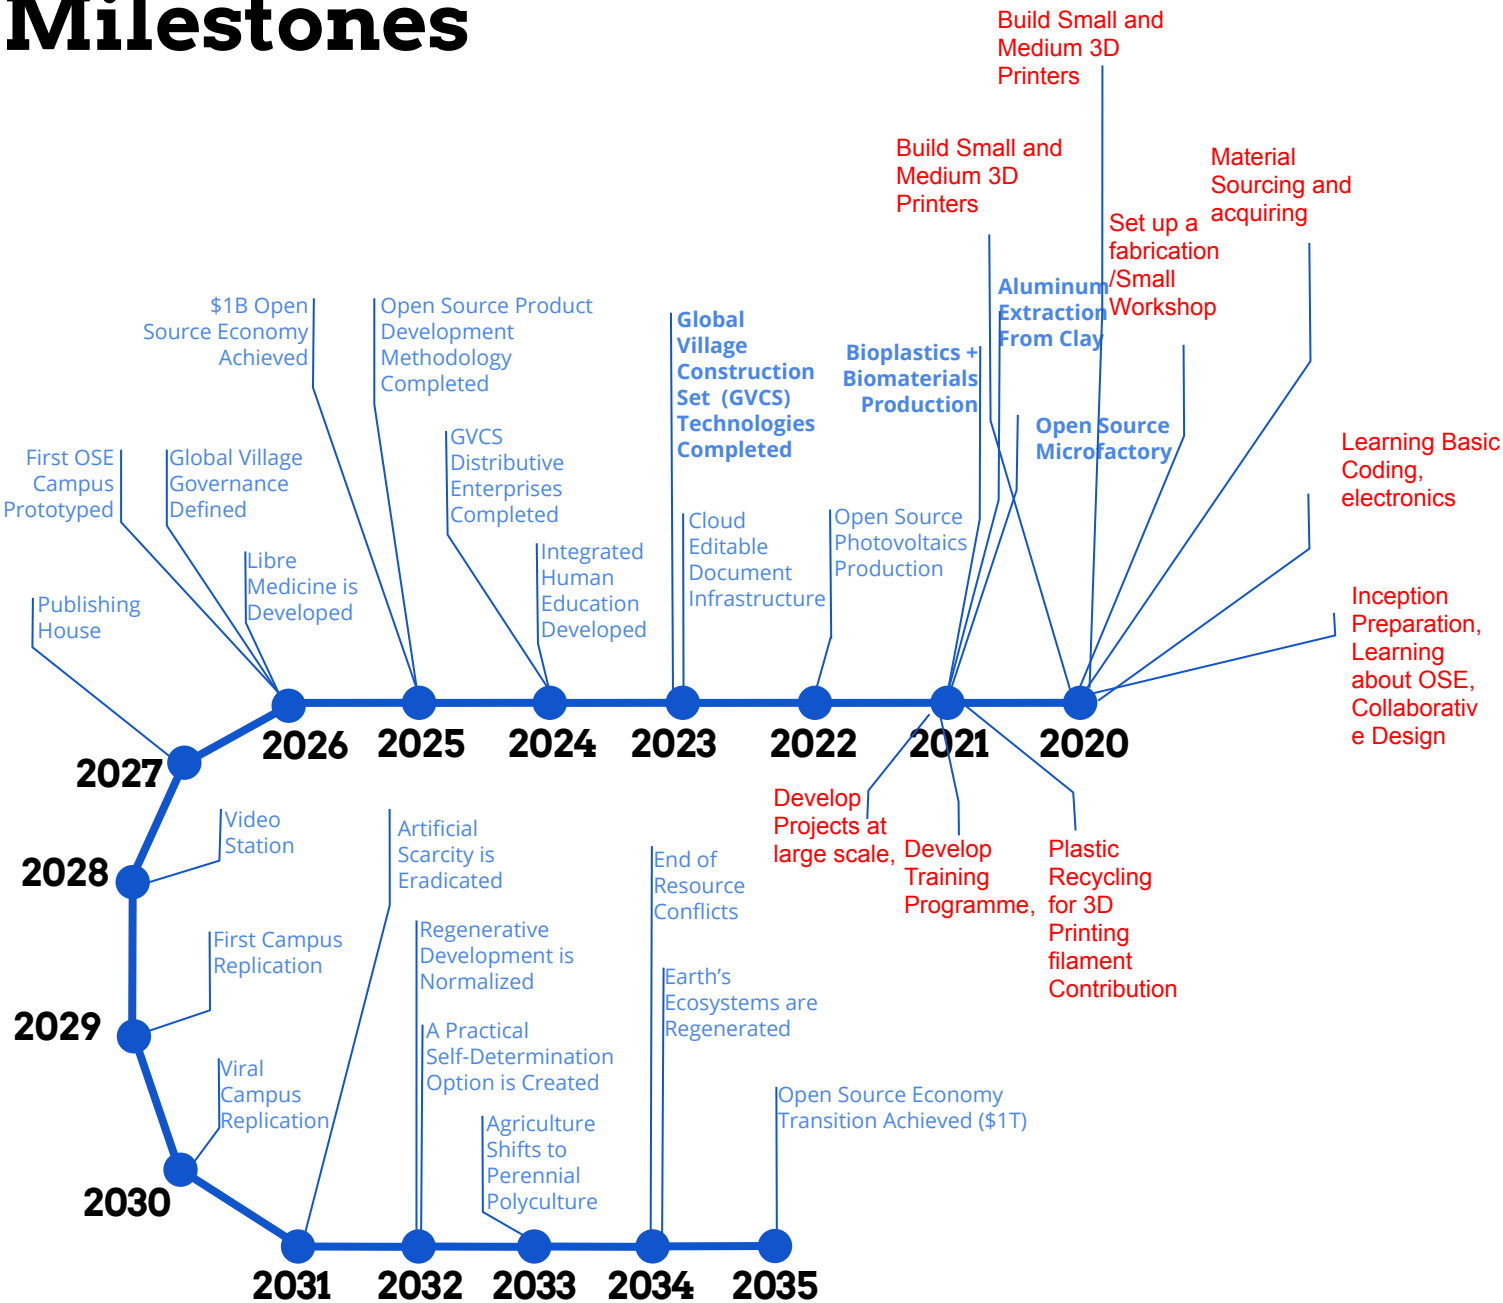 Milestones
Build Small and
Medium 3D
Printers
Build Small and
Medium 3D
Printers
Material
Sourcing and
acquiring
Set up a
fabrication
/Small
Workshop
$1B Open
Source Economy
Achieved
Open Source Product
Development
Methodology
Completed
Global
Village
Construction
Set (GVCS)
Technologies
Completed
Aluminum
Extraction
From Clay
Bioplastics +
Biomaterials
Production
Open Source
Microfactory
Learning Basic
Coding,
electronics
First OSE
Campus
Prototyped
Global Village
Governance
Defined
GVCS
Distributive
Enterprises
Completed
Libre
Medicine is
Developed
Integrated
Human
Education
Developed
Cloud
Editable
Document
Infrastructure
Open Source
Photovoltaics
Production
Publishing
House
Inception
Preparation,
Learning
about OSE,
Collaborativ
e Design
2027
2026
2025
2024
2023
2022
2021
2020
Develop
Projects at
large scale,
Develop
Training
Programme,
Plastic
Recycling
for 3D
Printing
filament
Contribution
Video
Station
2028
Artificial
Scarcity is
Eradicated
End of
Resource
Conflicts
First Campus
Replication
2029
Regenerative
Development is
Normalized
Earth's
Ecosystems are
Regenerated
A Practical
Self-Determination
Option is Created
Viral
Campus
Replication
2030
Agriculture
Shifts to
Perennial
Polyculture
Open Source Economy
Transition Achieved ($1T)
2031
2032
2033
2034
2035